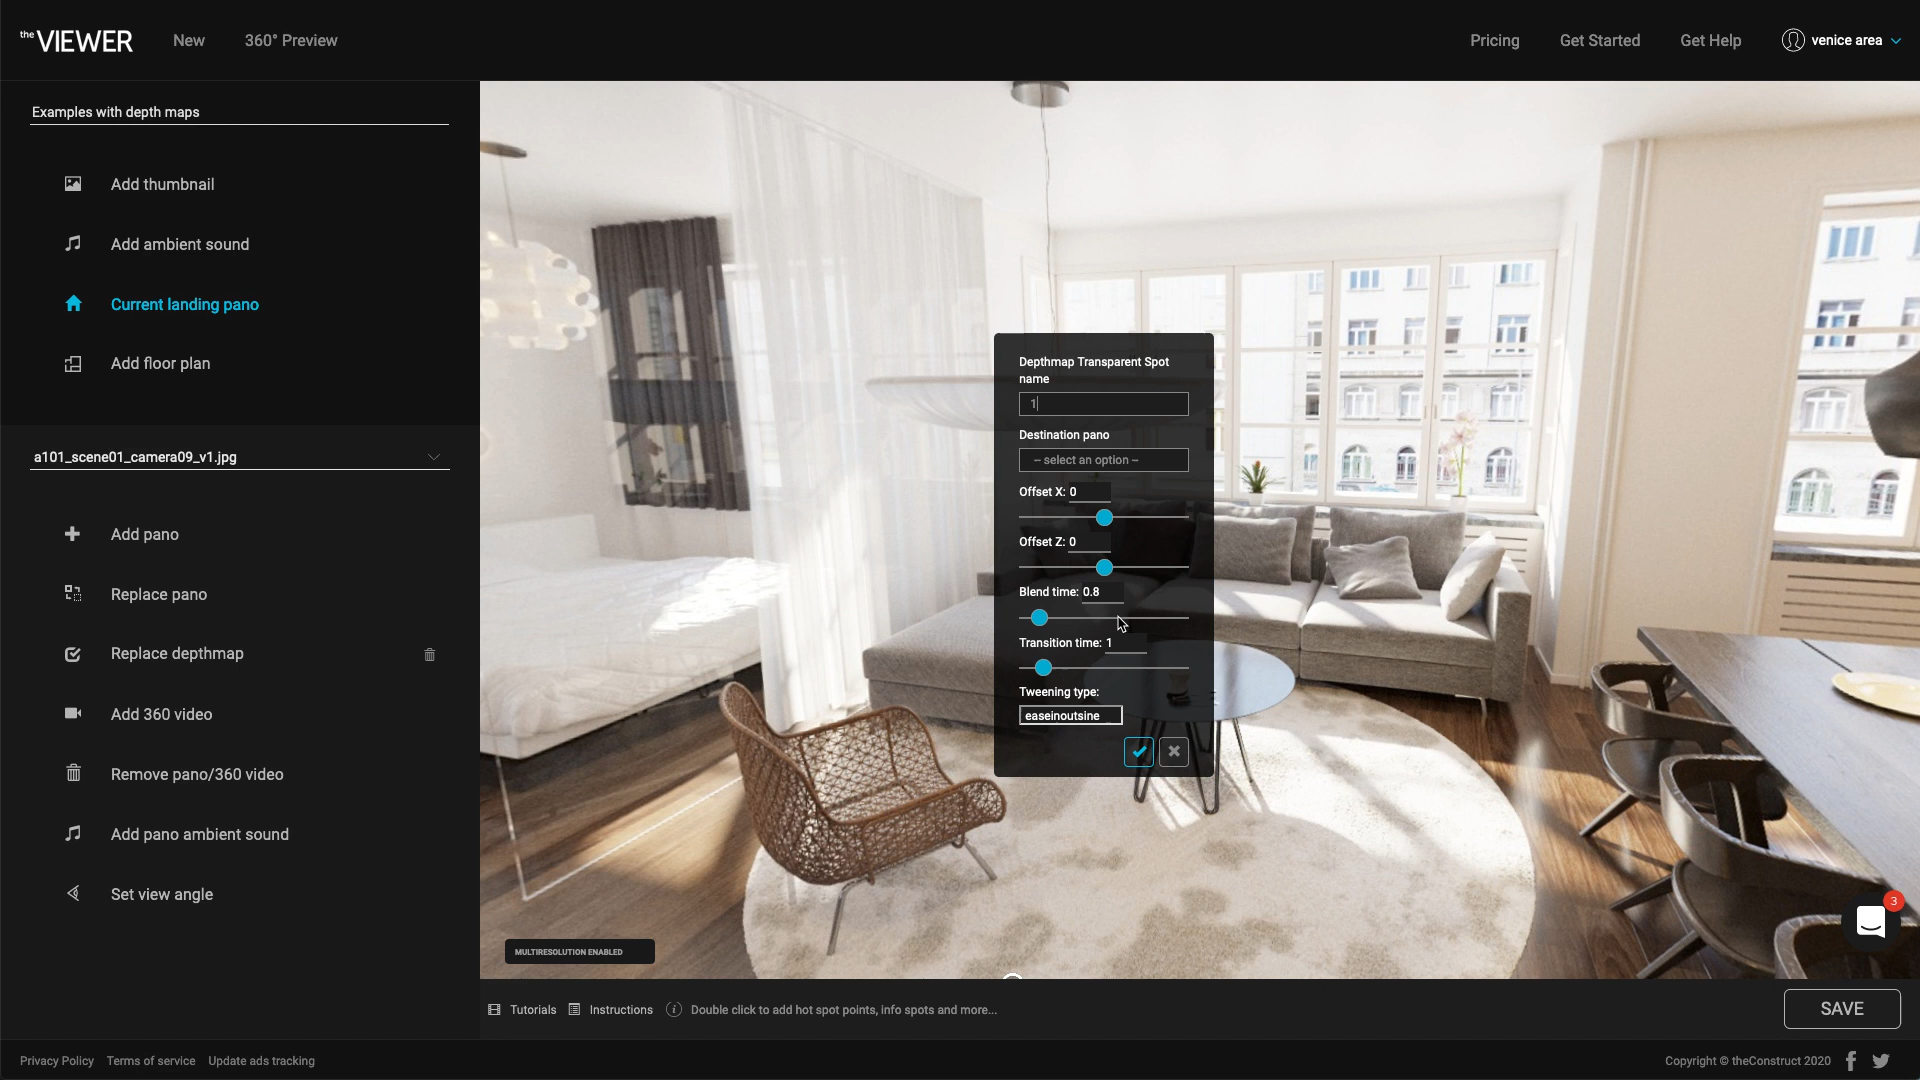 the VIEWER
New
360° Preview
Pricing
Get Started
Get Help
venice area
Examples with depth maps
Add thumbnail
Add ambient sound
Current landing pano
Add floor plan
a101_scene01_camera09_v1.jpg
Add pano
Replace pano
Replace depthmap
Add 360 video
Remove pano/360 video
Add pano ambient sound
Set view angle
Depthmap Transparent Spot
name
1
Destination pano
-- select an option --
Offset X: 0
Offset Z: 0
Blend time: 0.8
Transition time: 1
Tweening type:
easeinoutsine
MULTIRESOLUTION ENABLED
3
Tutorials
Instructions
Double click to add hot spot points, info spots and more...
SAVE
Privacy Policy
Terms of service
Update ads tracking
Copyright © theConstruct 2020